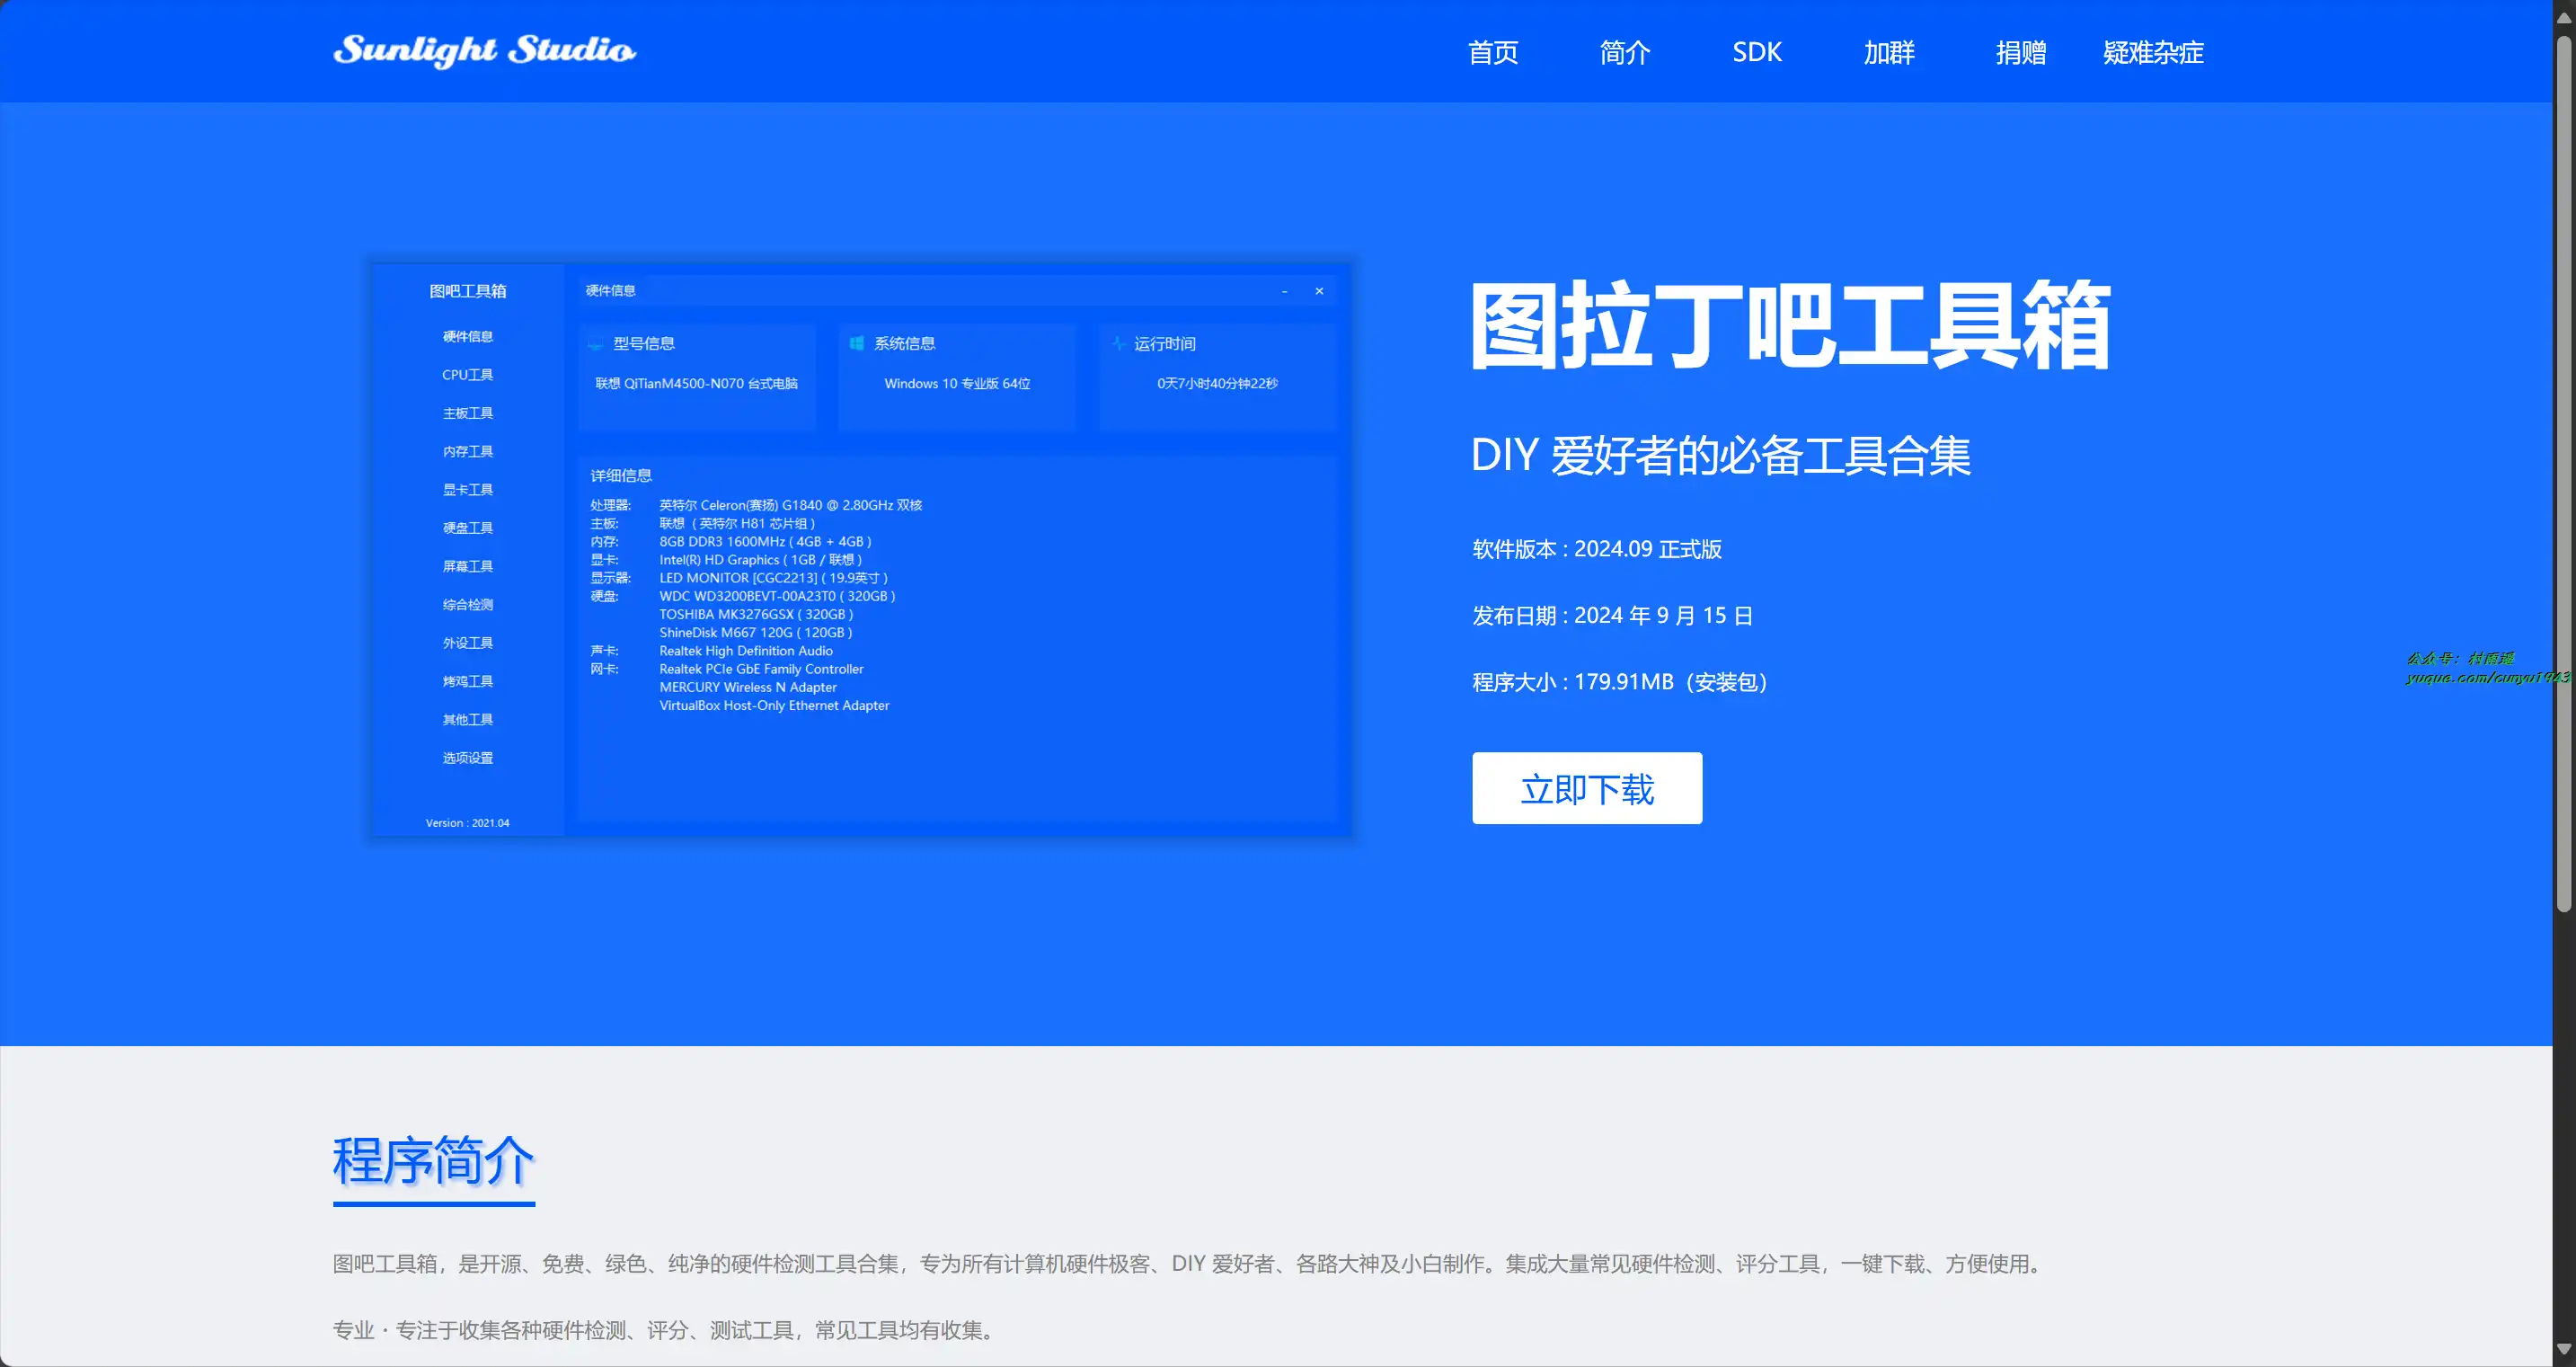 Sunlight Studio
首页 简介 SDK 加群 捐赠 疑难杂症
图吧工具箱
硬件信息
CPU工具
主板工具
内存工具
显卡工具
硬盘工具
屏幕工具
综合检测
外设工具
烤鸡工具
其他工具
选项设置
Version : 2021.04
硬件信息 - ×
型号信息
联想 QiTianM4500-N070 台式电脑
系统信息
Windows 10 专业版 64位
运行时间
0天7小时40分钟22秒
详细信息
处理器: 英特尔 Celeron(赛扬) G1840 @ 2.80GHz 双核
主板: 联想 ( 英特尔 H81 芯片组 )
内存: 8GB DDR3 1600MHz ( 4GB + 4GB )
显卡: Intel(R) HD Graphics ( 1GB / 联想 )
显示器: LED MONITOR [CGC2213] ( 19.9英寸 )
硬盘: WDC WD3200BEVT-00A23T0 ( 320GB )
TOSHIBA MK3276GSX ( 320GB )
ShineDisk M667 120G ( 120GB )
声卡: Realtek High Definition Audio
网卡: Realtek PCIe GbE Family Controller
MERCURY Wireless N Adapter
VirtualBox Host-Only Ethernet Adapter
图拉丁吧工具箱
DIY 爱好者的必备工具合集
软件版本 : 2024.09 正式版
发布日期 : 2024 年 9 月 15 日
程序大小 : 179.91MB（安装包）
立即下载
公众号：村雨遥
yuque.com/cunyu1943
程序简介
图吧工具箱，是开源、免费、绿色、纯净的硬件检测工具合集，专为所有计算机硬件极客、DIY 爱好者、各路大神及小白制作。集成大量常见硬件检测、评分工具，一键下载、方便使用。
专业・专注于收集各种硬件检测、评分、测试工具，常见工具均有收集。